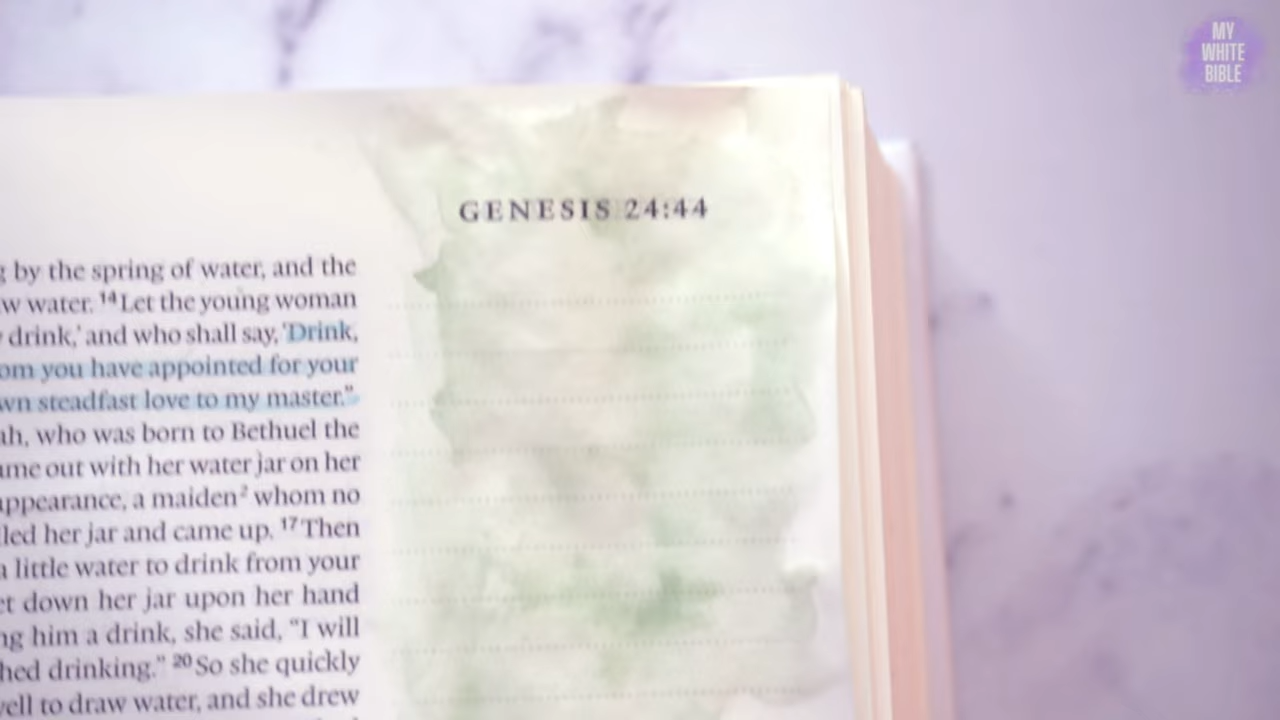 MY
WHITE
BIBLE
GENESIS 24:44
g by the spring of water, and the
w water. 14 Let the young woman
drink,' and who shall say, 'Drink,
om you have appointed for your
wn steadfast love to my master."
ah, who was born to Bethuel the
ame out with her water jar on her
appearance, a maiden2 whom no
lled her jar and came up. 17 Then
a little water to drink from your
et down her jar upon her hand
ng him a drink, she said, "I will
hed drinking." 20 So she quickly
vell to draw water, and she drew